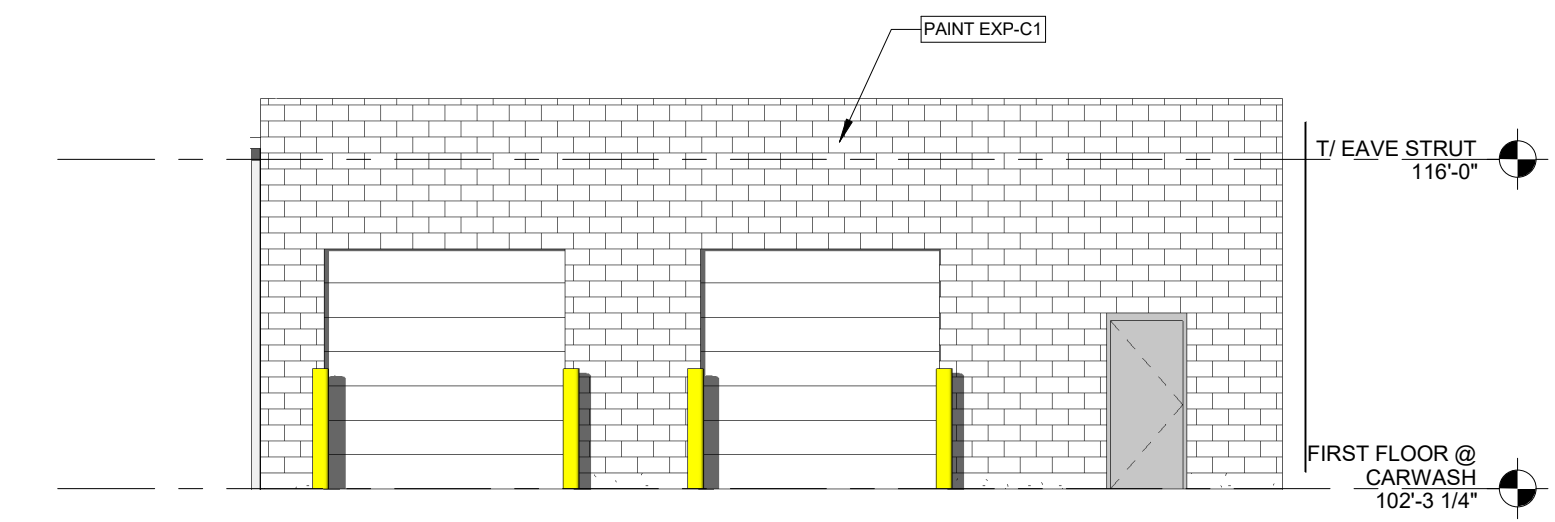 PAINT EXP-C1
T/ EAVE STRUT
116'-0"
FIRST FLOOR @
CARWASH
102'-3 1/4"